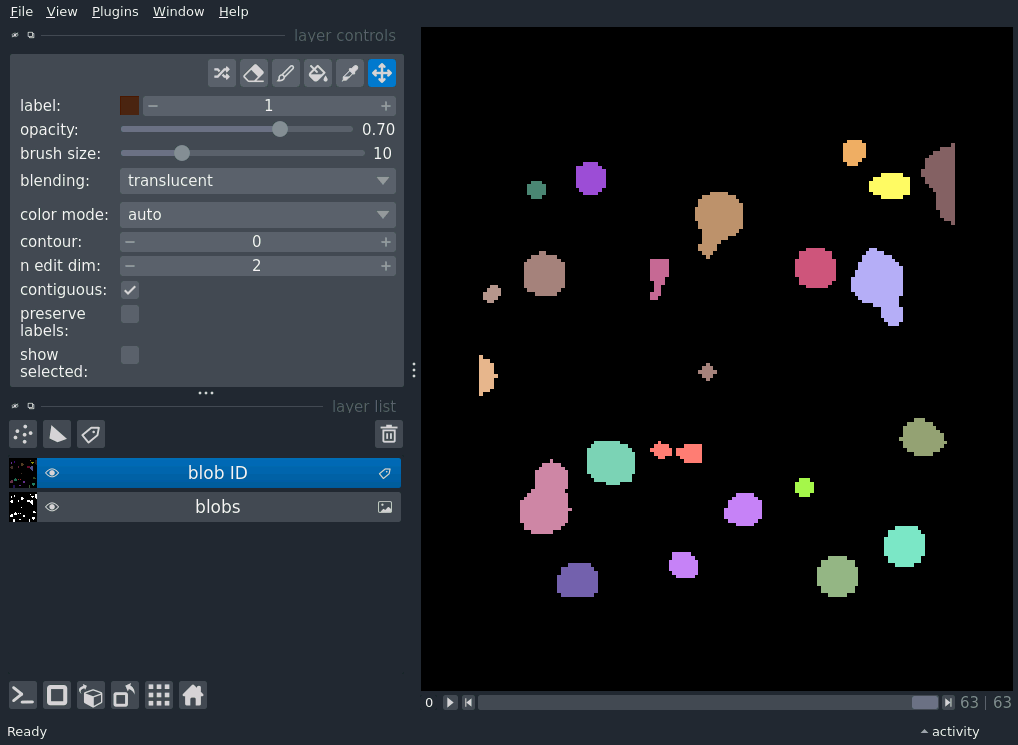 File View Plugins Window Help
layer controls
label: 1
opacity: 0.70
brush size: 10
blending: translucent
color mode: auto
contour: 0
n edit dim: 2
contiguous:
preserve
labels:
show
selected:
layer list
blob ID
blobs
0 63 | 63
Ready activity